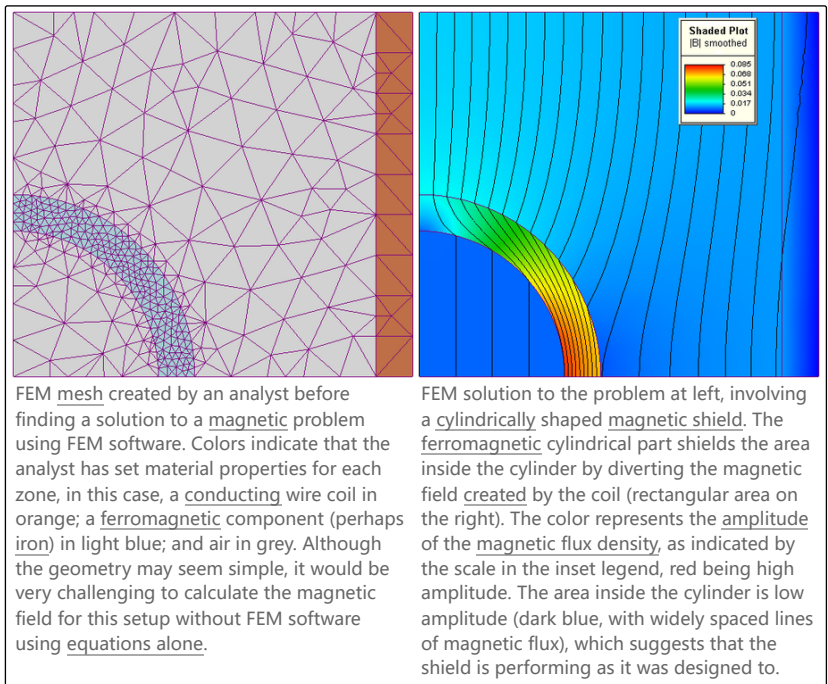 Shaded Plot
|B| smoothed
0.085
0.068
0.051
0.034
0.017
0
FEM mesh created by an analyst before
finding a solution to a magnetic problem
using FEM software. Colors indicate that the
analyst has set material properties for each
zone, in this case, a conducting wire coil in
orange; a ferromagnetic component (perhaps
iron) in light blue; and air in grey. Although
the geometry may seem simple, it would be
very challenging to calculate the magnetic
field for this setup without FEM software
using equations alone.
FEM solution to the problem at left, involving
a cylindrically shaped magnetic shield. The
ferromagnetic cylindrical part shields the area
inside the cylinder by diverting the magnetic
field created by the coil (rectangular area on
the right). The color represents the amplitude
of the magnetic flux density, as indicated by
the scale in the inset legend, red being high
amplitude. The area inside the cylinder is low
amplitude (dark blue, with widely spaced lines
of magnetic flux), which suggests that the
shield is performing as it was designed to.